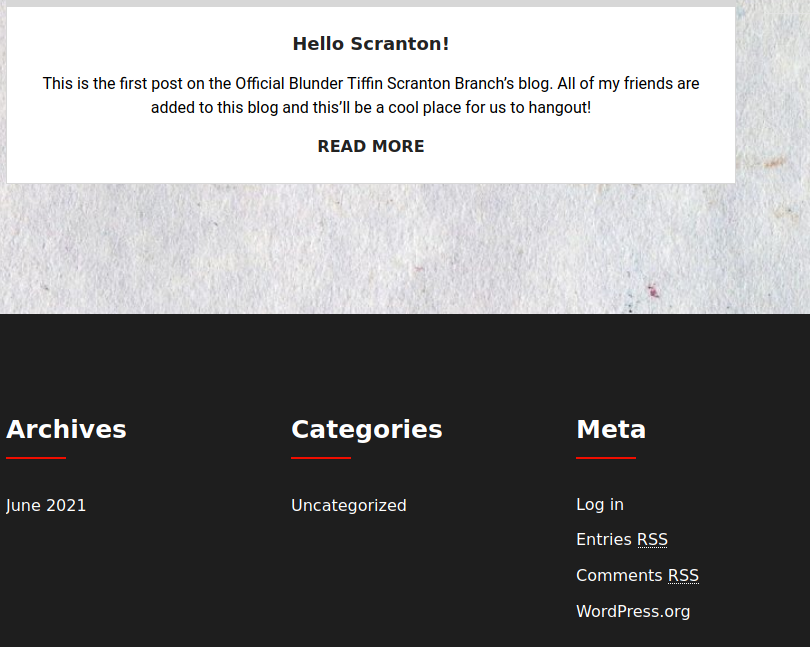 Hello Scranton!
This is the first post on the Official Blunder Tiffin Scranton Branch’s blog. All of my friends are
added to this blog and this’ll be a cool place for us to hangout!
READ MORE
Archives
June 2021
Categories
Uncategorized
Meta
Log in
Entries RSS
Comments RSS
WordPress.org